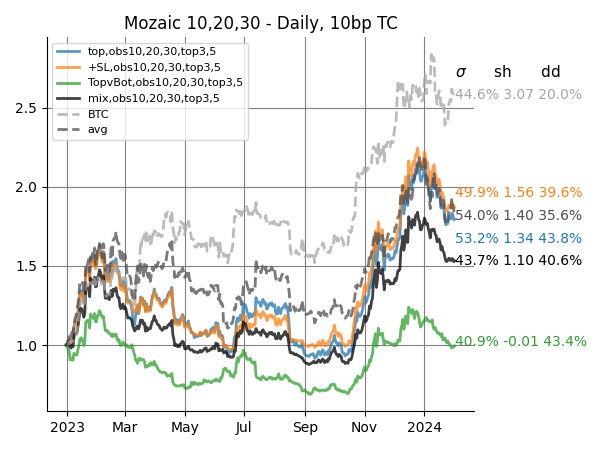 Mozaic 10,20,30 - Daily, 10bp TC
top,obs10,20,30,top3,5
+SL,obs10,20,30,top3,5
TopvBot,obs10,20,30,top3,5
mix,obs10,20,30,top3,5
BTC
avg
σ sh dd
44.6% 3.07 20.0%
49.9% 1.56 39.6%
54.0% 1.40 35.6%
53.2% 1.34 43.8%
43.7% 1.10 40.6%
40.9% -0.01 43.4%
2.5
2.0
1.5
1.0
2023 Mar May Jul Sep Nov 2024